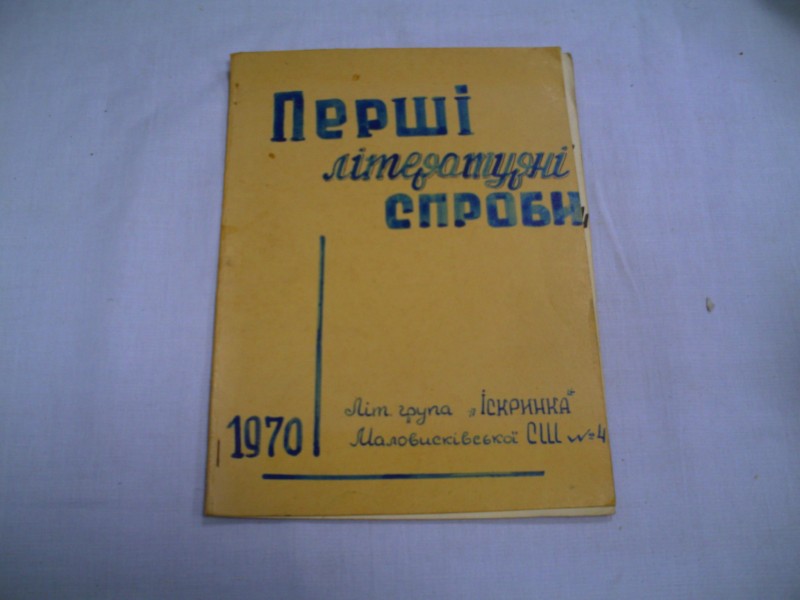 Перші
літературні
СПРОБИ
1970
Літ. група „Іскринка"
Маловисківської СШ №4